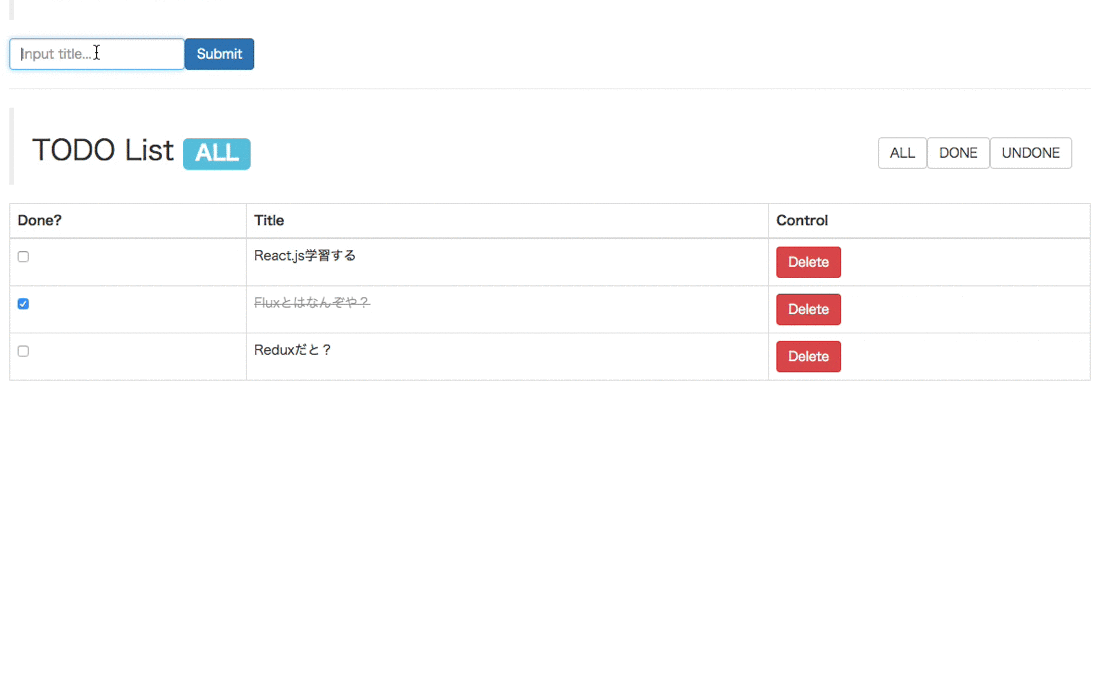 Input title...
Submit
TODO List ALL
ALL DONE UNDONE
Done? Title Control
React.js学習する Delete
Fluxとはなんぞや？ Delete
Reduxだと？ Delete